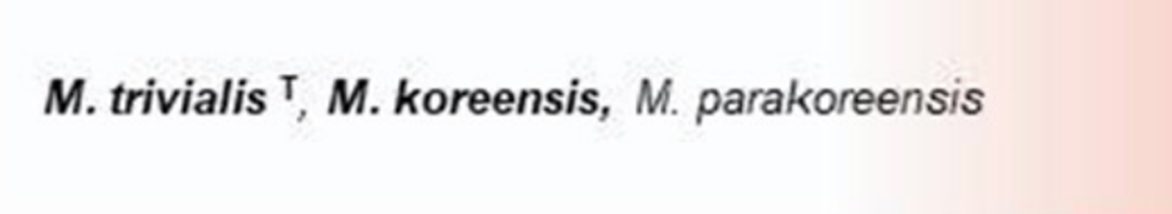 M. trivialis ᵀ, M. koreensis, M. parakoreensis